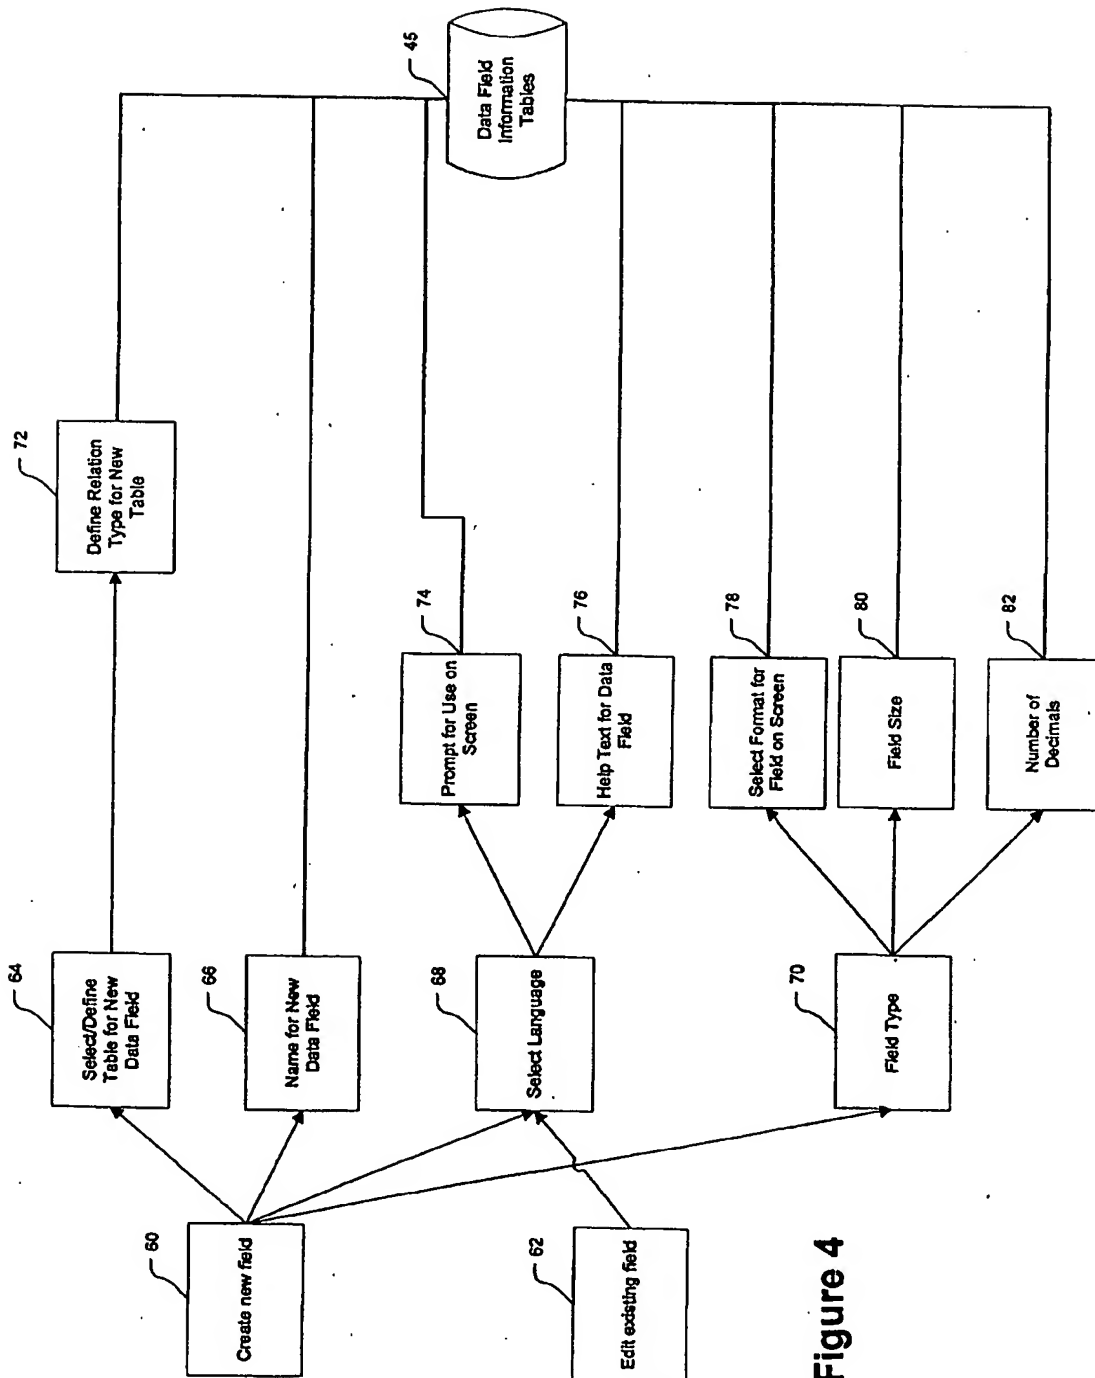 60
Create new field
62
Edit existing field
64
Select/Define
Table for New
Data Field
66
Name for New
Data Field
68
Select Language
70
Field Type
72
Define Relation
Type for New
Table
74
Prompt for Use on
Screen
76
Help Text for Data
Field
78
Select Format for
Field on Screen
80
Field Size
82
Number of
Decimals
45
Data Field
Information
Tables
Figure 4